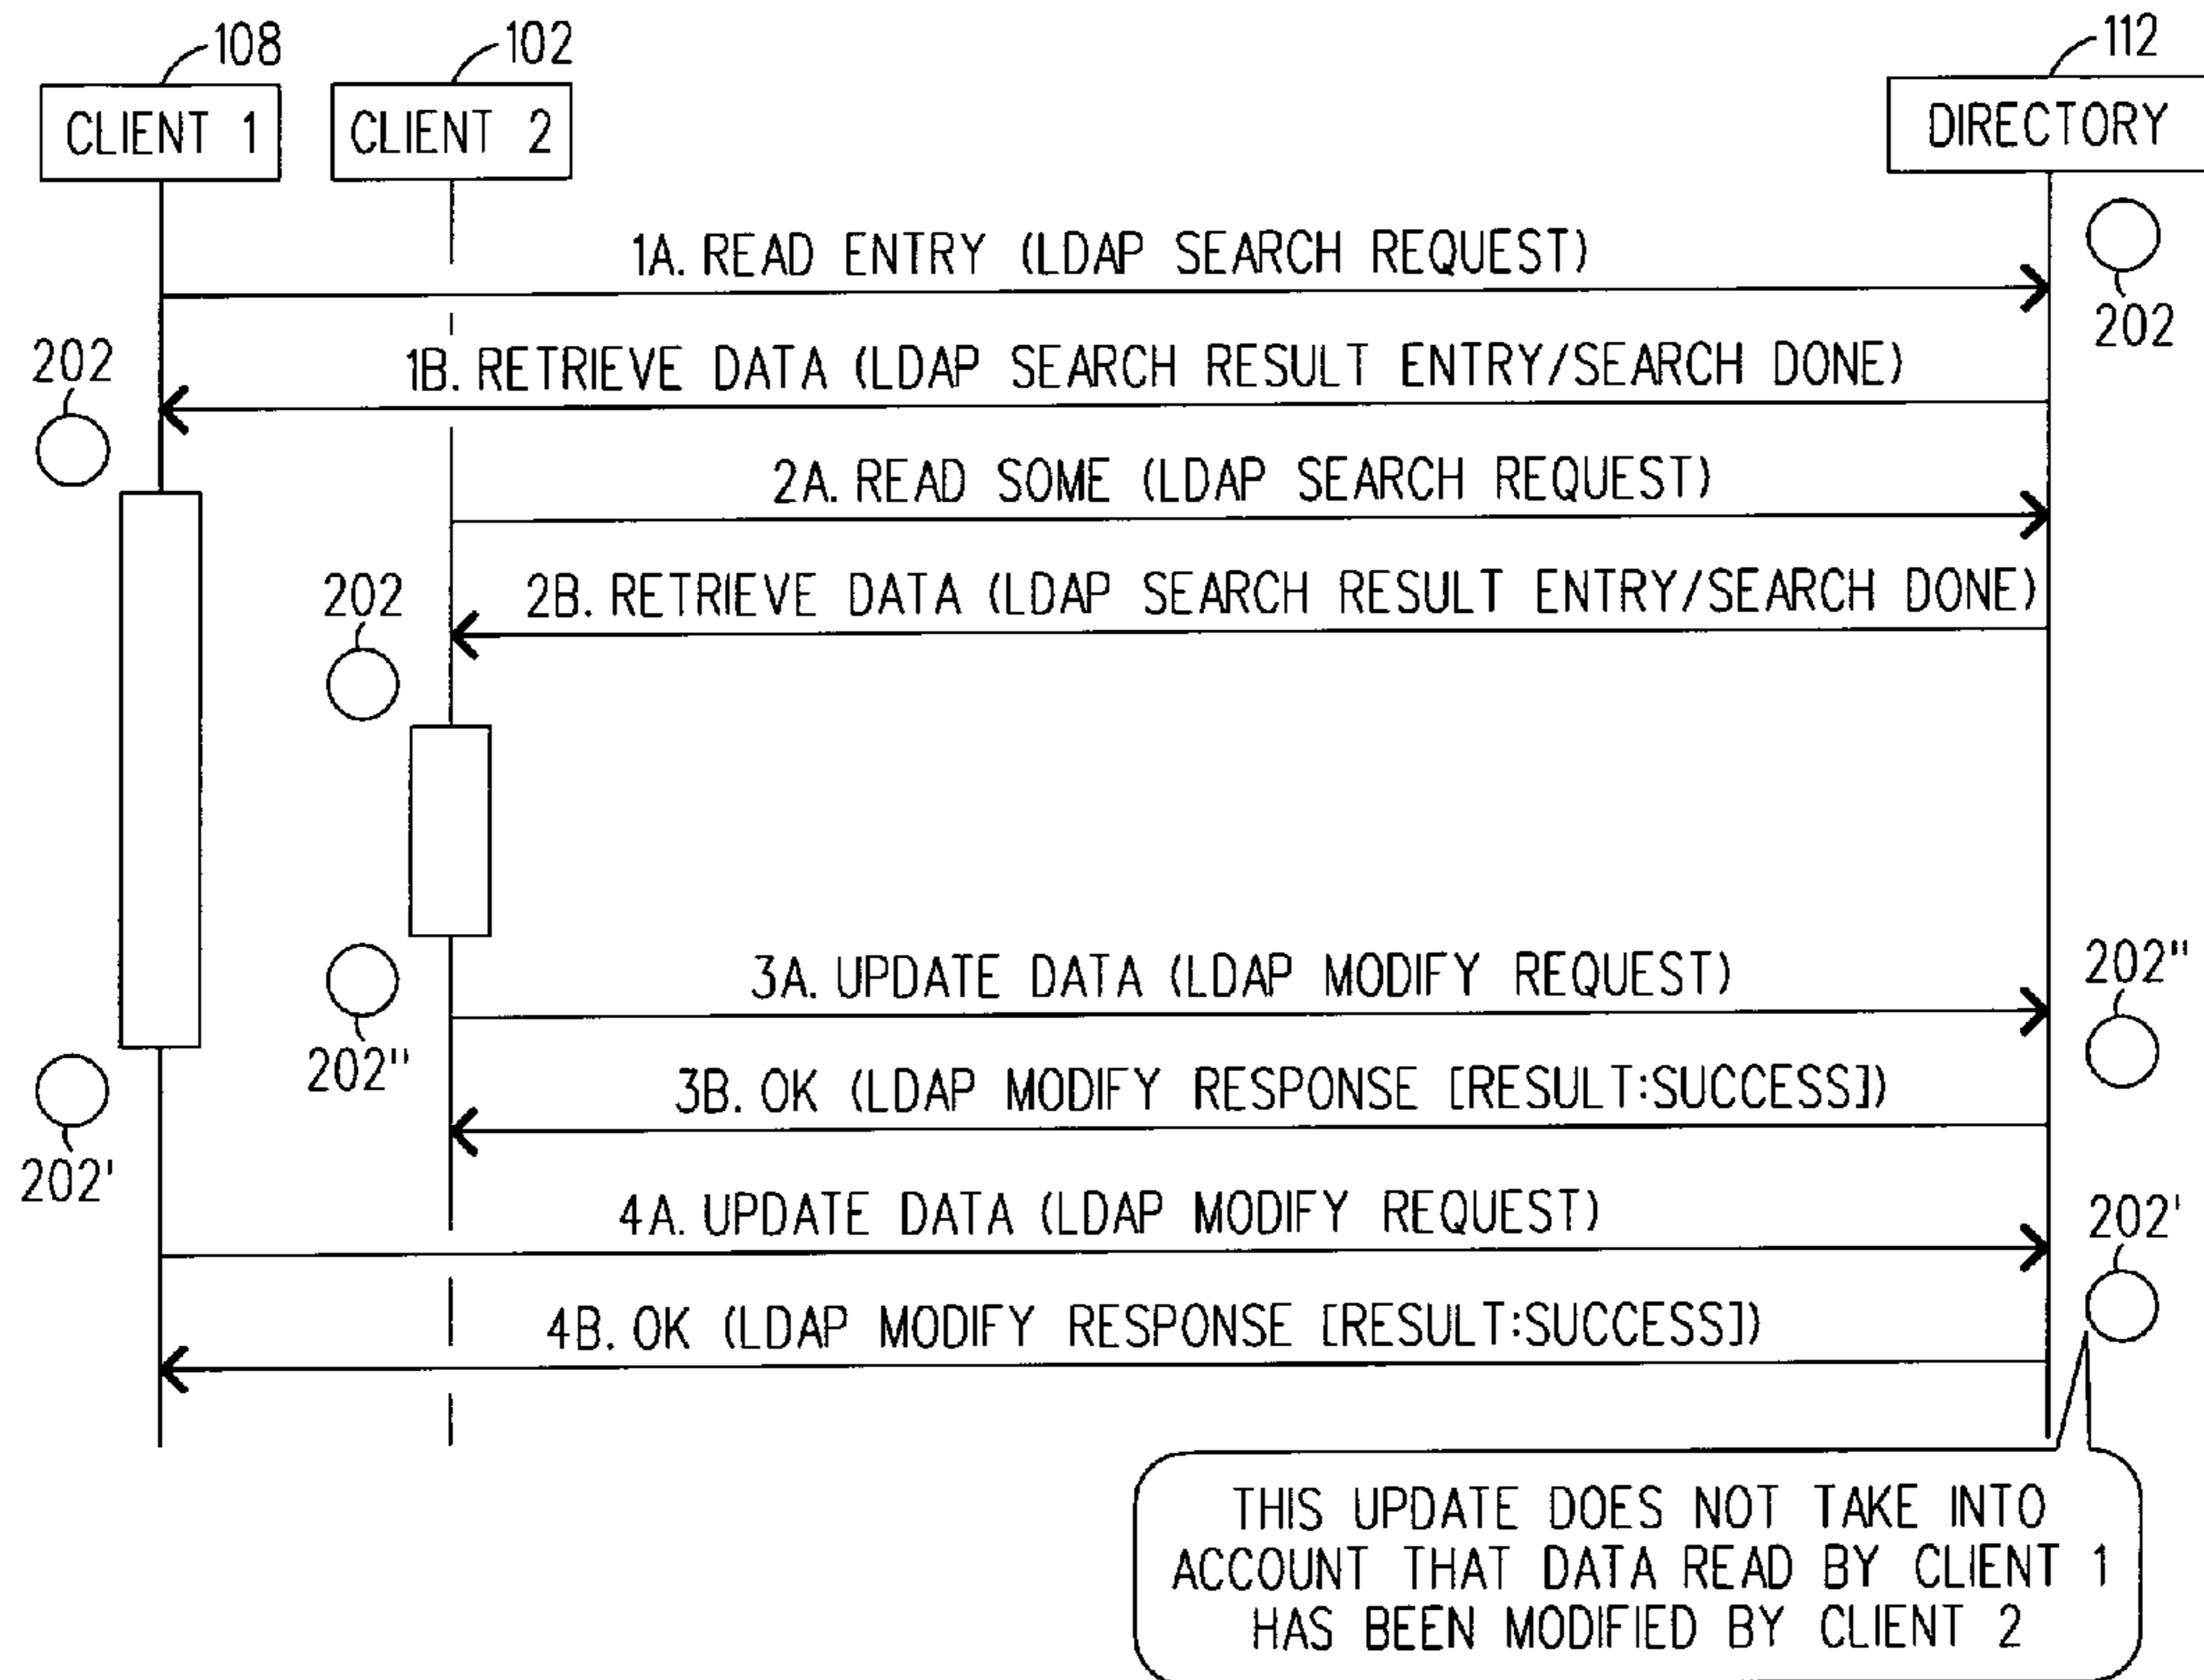 108
102
112
CLIENT 1
CLIENT 2
DIRECTORY
1A. READ ENTRY (LDAP SEARCH REQUEST)
202
202
1B. RETRIEVE DATA (LDAP SEARCH RESULT ENTRY/SEARCH DONE)
2A. READ SOME (LDAP SEARCH REQUEST)
202
2B. RETRIEVE DATA (LDAP SEARCH RESULT ENTRY/SEARCH DONE)
3A. UPDATE DATA (LDAP MODIFY REQUEST)
202"
202"
3B. OK (LDAP MODIFY RESPONSE [RESULT:SUCCESS])
202'
4A. UPDATE DATA (LDAP MODIFY REQUEST)
202'
4B. OK (LDAP MODIFY RESPONSE [RESULT:SUCCESS])
THIS UPDATE DOES NOT TAKE INTO
ACCOUNT THAT DATA READ BY CLIENT 1
HAS BEEN MODIFIED BY CLIENT 2